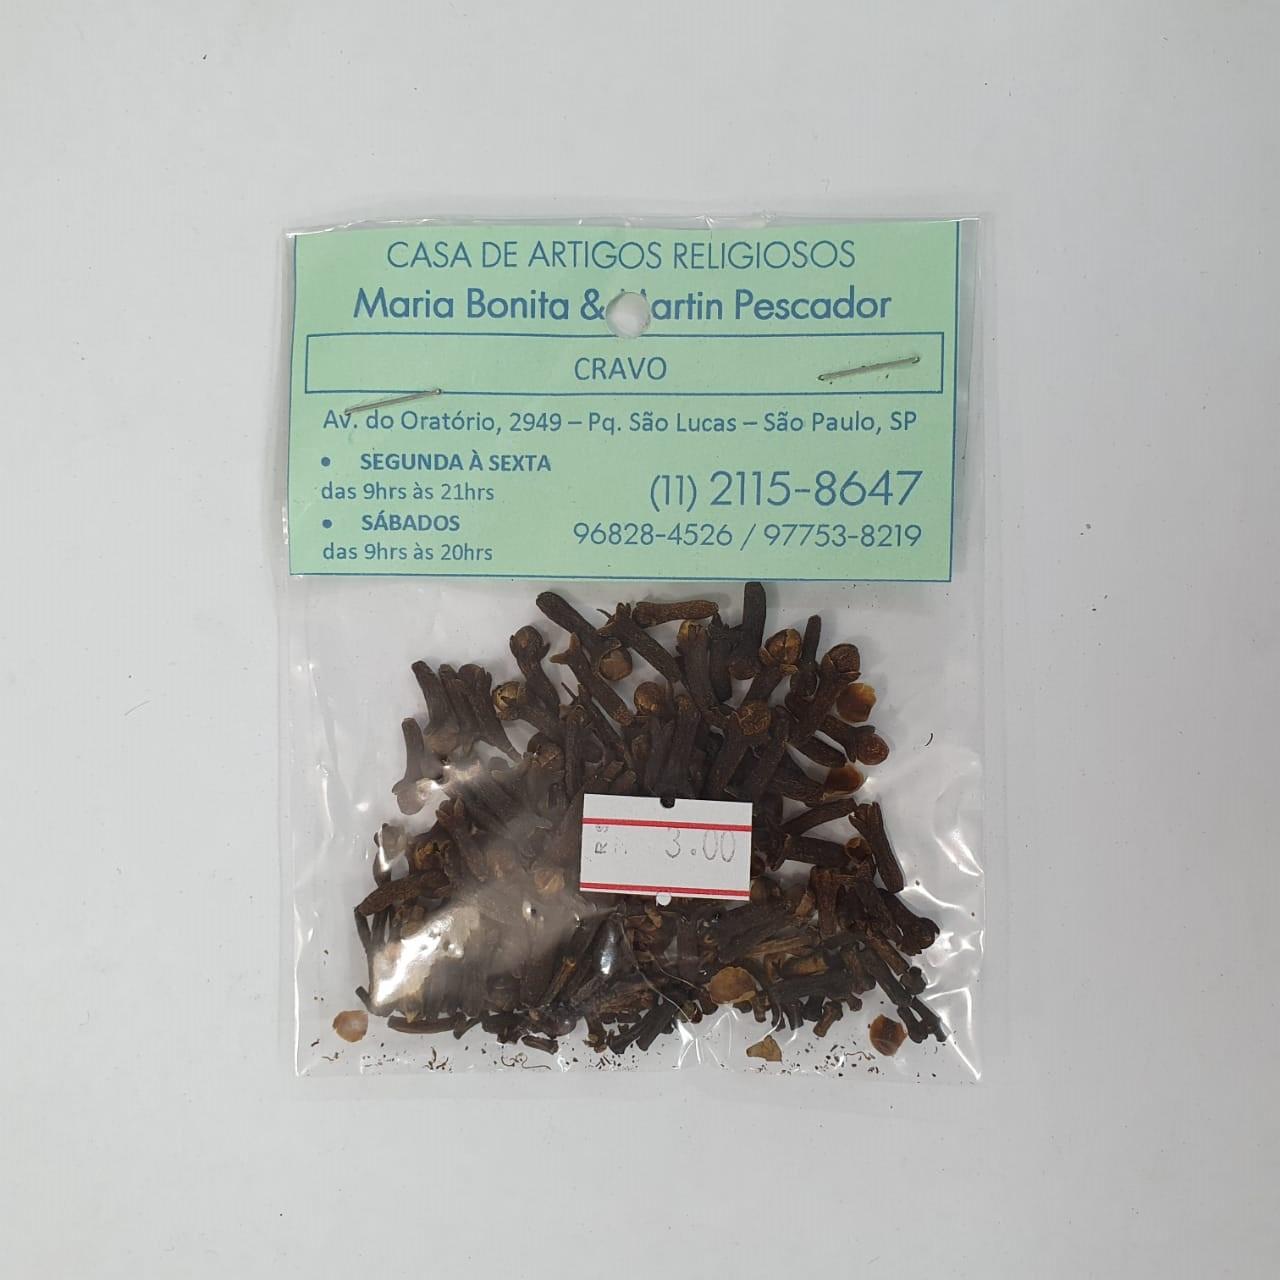 CASA DE ARTIGOS RELIGIOSOS
Maria Bonita & Martin Pescador
CRAVO
Av. do Oratório, 2949 – Pq. São Lucas – São Paulo, SP
• SEGUNDA À SEXTA
das 9hrs às 21hrs
• SÁBADOS
das 9hrs às 20hrs
(11) 2115-8647
96828-4526 / 97753-8219
R$ 3.00